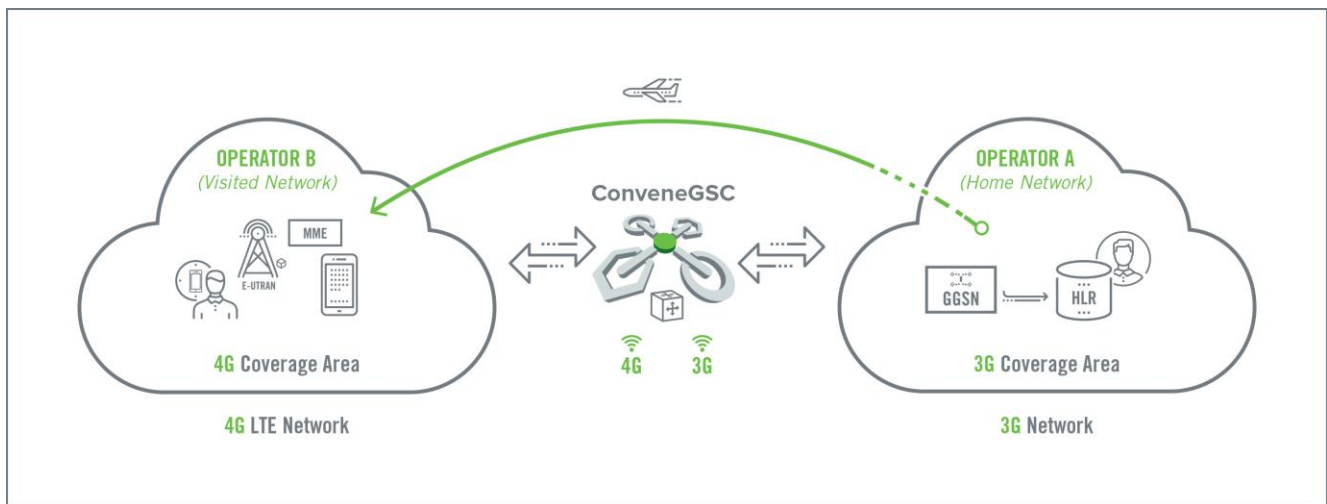 OPERATOR B
(Visited Network)
MME
E-UTRAN
4G Coverage Area
4G LTE Network
ConveneGSC
4G
3G
OPERATOR A
(Home Network)
GGSN
HLR
3G Coverage Area
3G Network